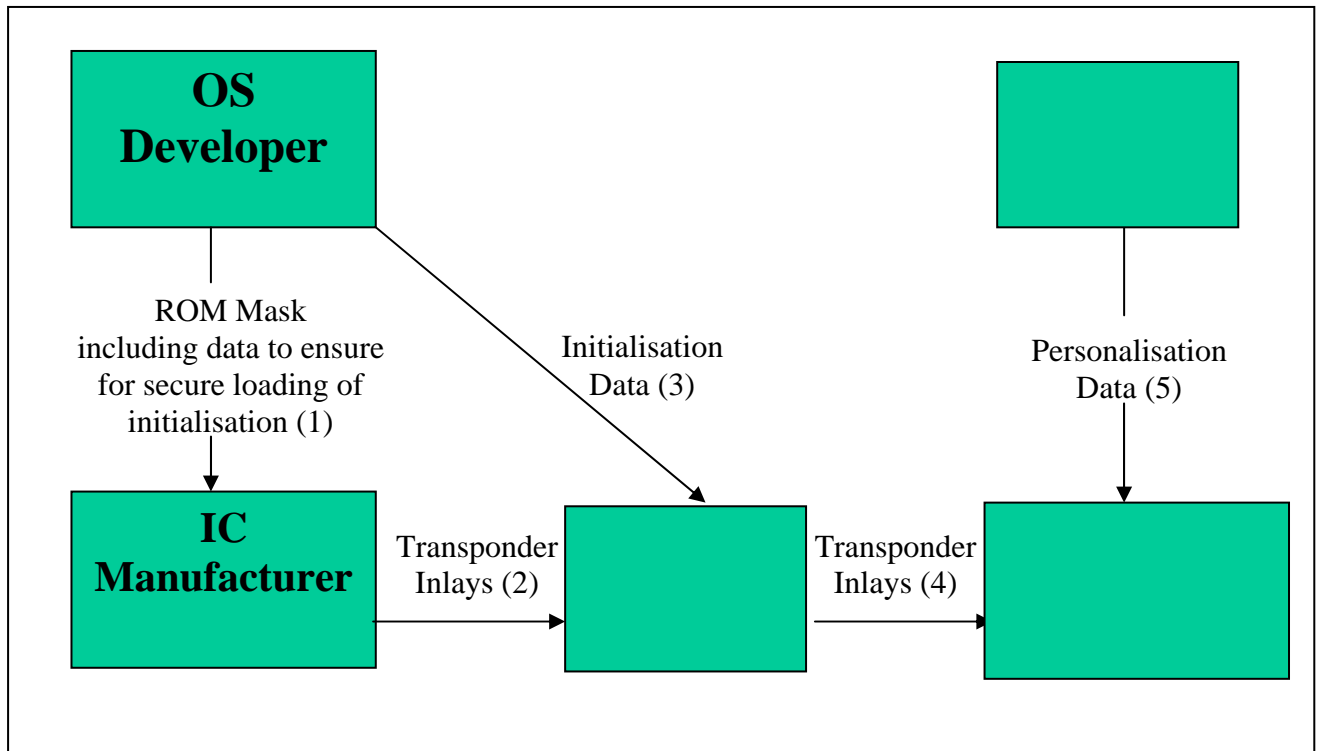 OS
Developer
ROM Mask
including data to ensure
for secure loading of
initialisation (1)
Initialisation
Data (3)
Personalisation
Data (5)
IC
Manufacturer
Transponder
Inlays (2)
Transponder
Inlays (4)